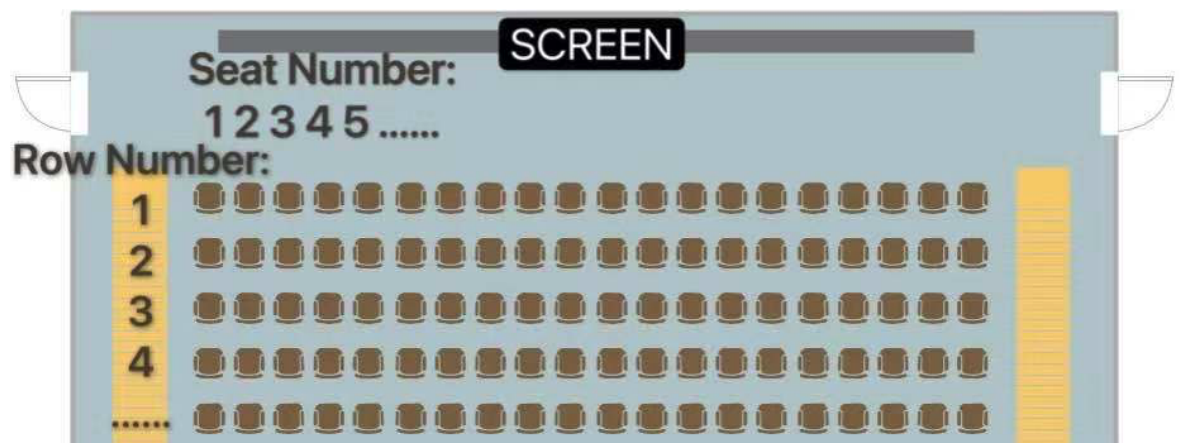 SCREEN
Seat Number:
1 2 3 4 5 ......
Row Number:
1
2
3
4
......